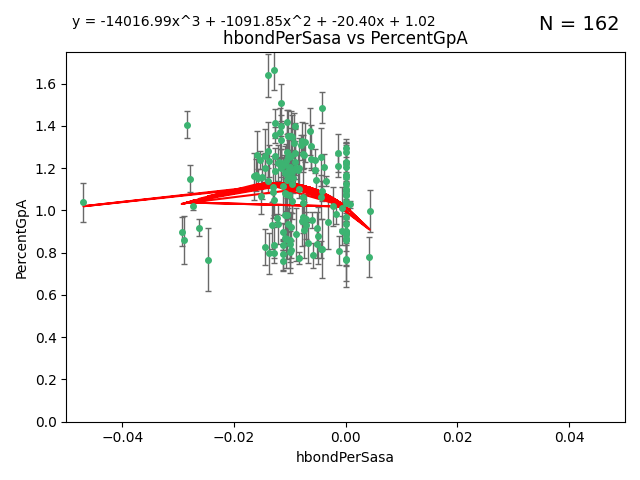 y = -14016.99x^3 + -1091.85x^2 + -20.40x + 1.02
N = 162
hbondPerSasa vs PercentGpA
PercentGpA
1.6
1.4
1.2
1.0
0.8
0.6
0.4
0.2
0.0
−0.04 −0.02 0.00 0.02 0.04
hbondPerSasa